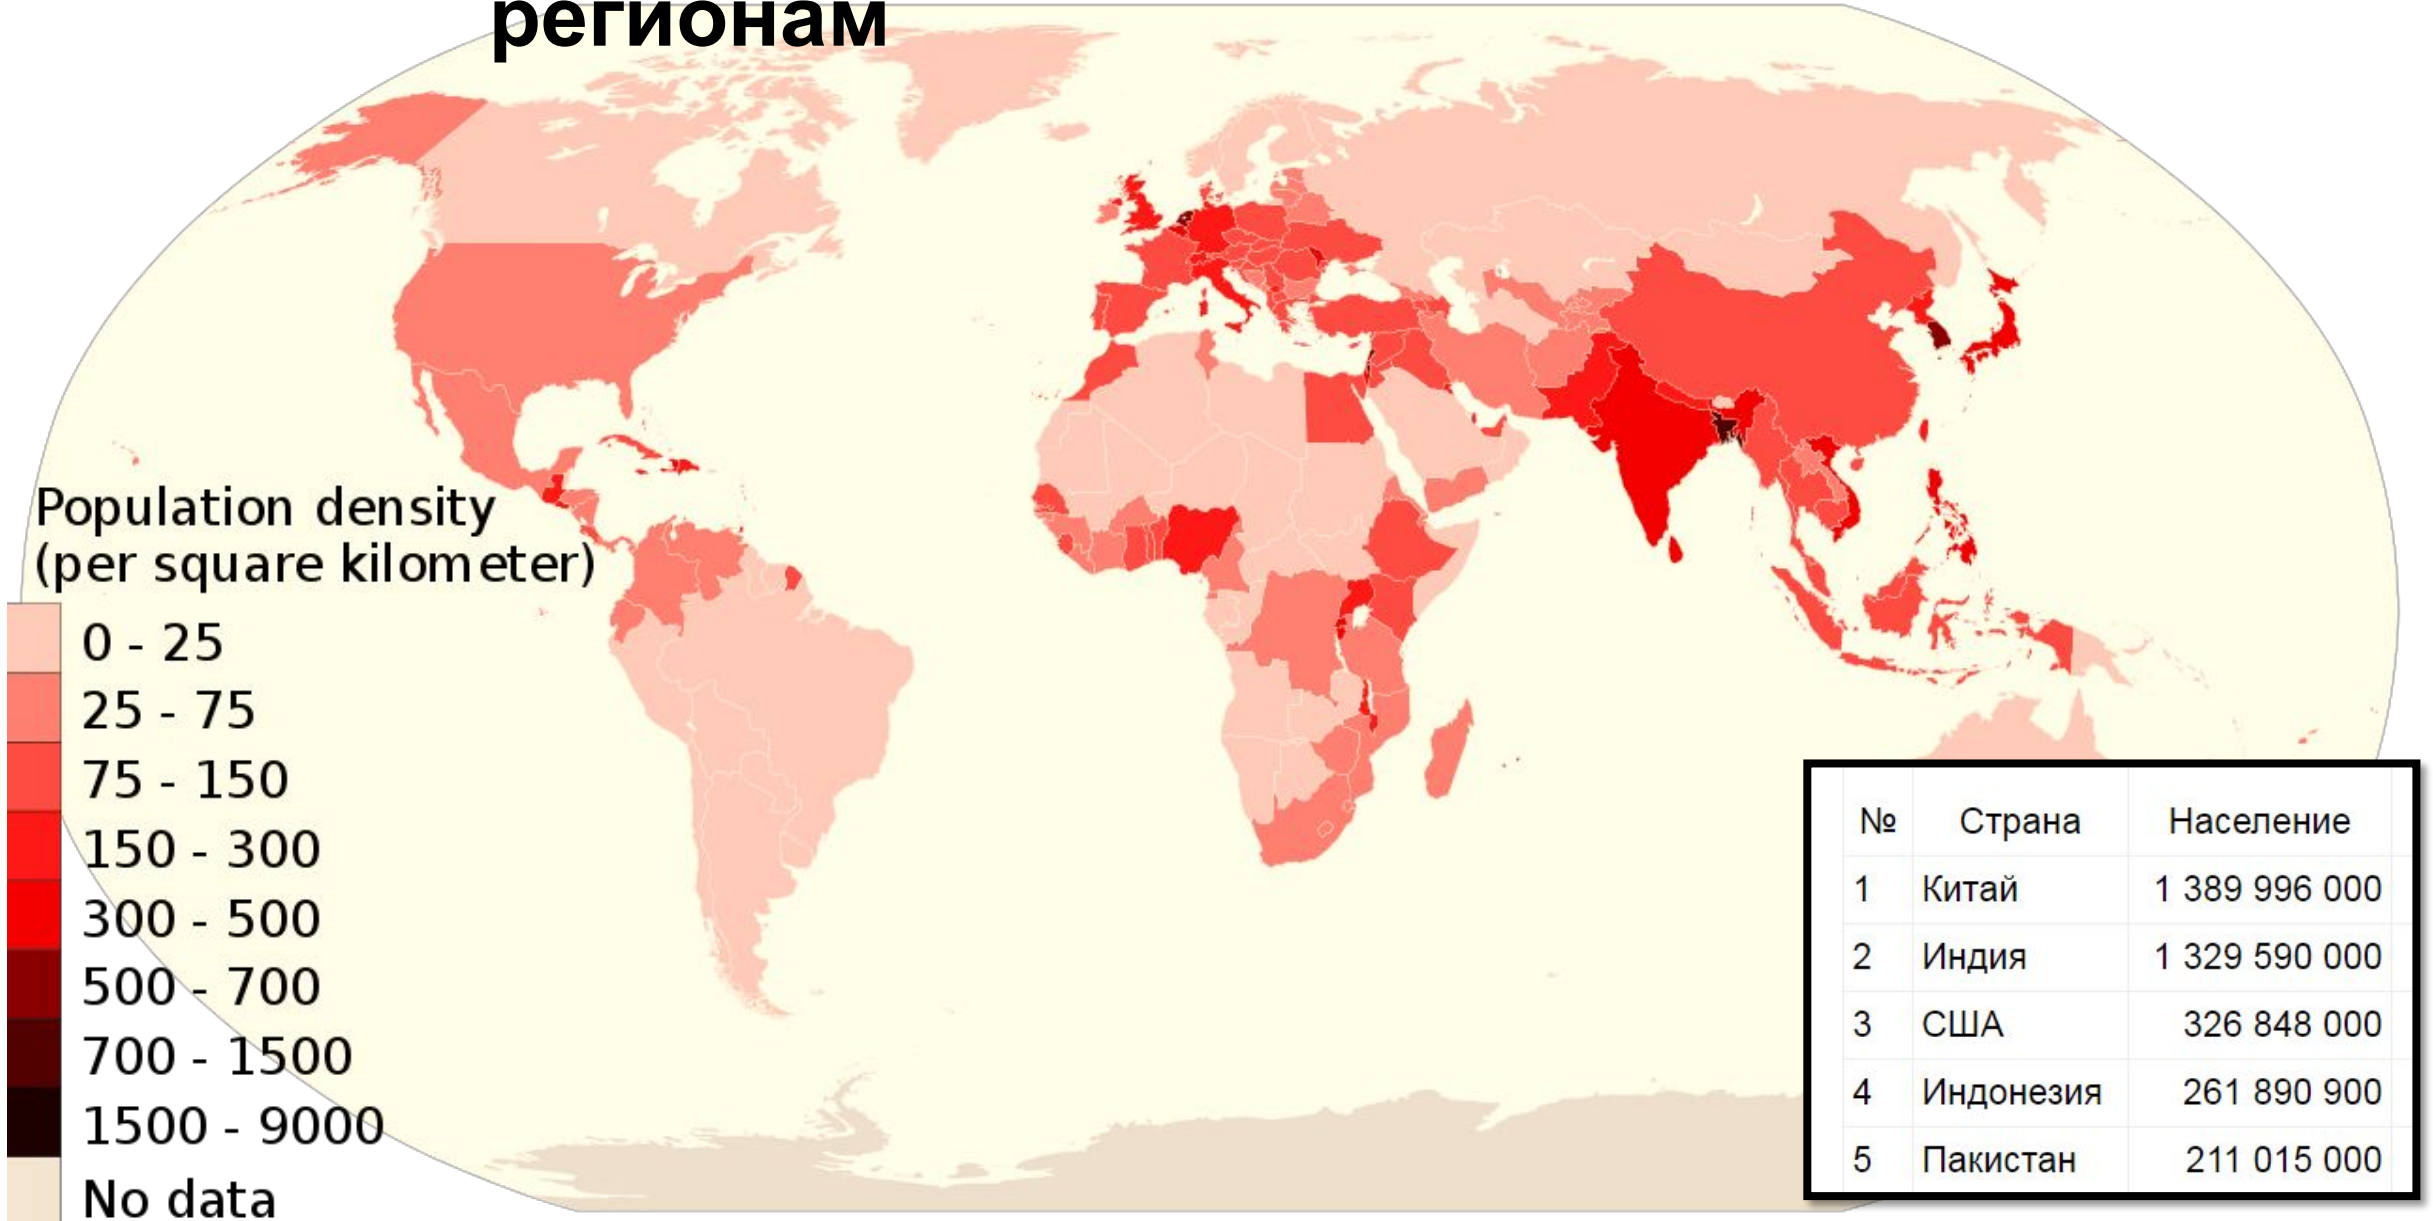 регионам
Population density
(per square kilometer)
0 - 25
25 - 75
75 - 150
150 - 300
300 - 500
500 - 700
700 - 1500
1500 - 9000
No data
№ Страна Население
1 Китай 1 389 996 000
2 Индия 1 329 590 000
3 США 326 848 000
4 Индонезия 261 890 900
5 Пакистан 211 015 000